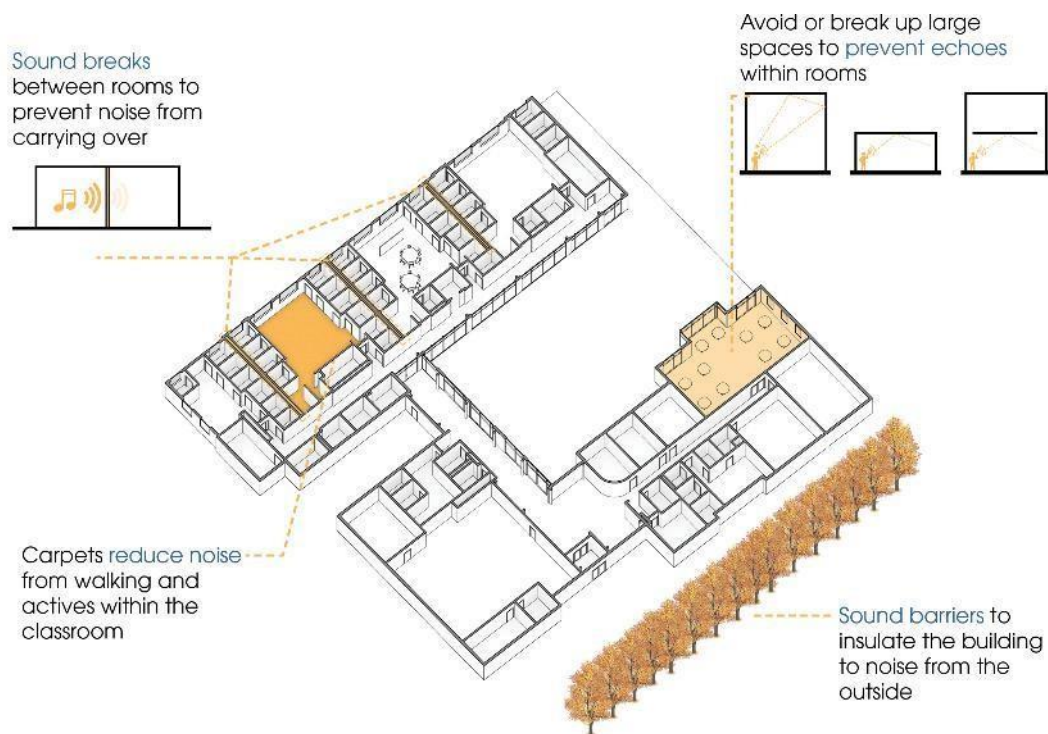 Sound breaks
between rooms to
prevent noise from
carrying over
Avoid or break up large
spaces to prevent echoes
within rooms
Carpets reduce noise
from walking and
actives within the
classroom
Sound barriers to
insulate the building
to noise from the
outside